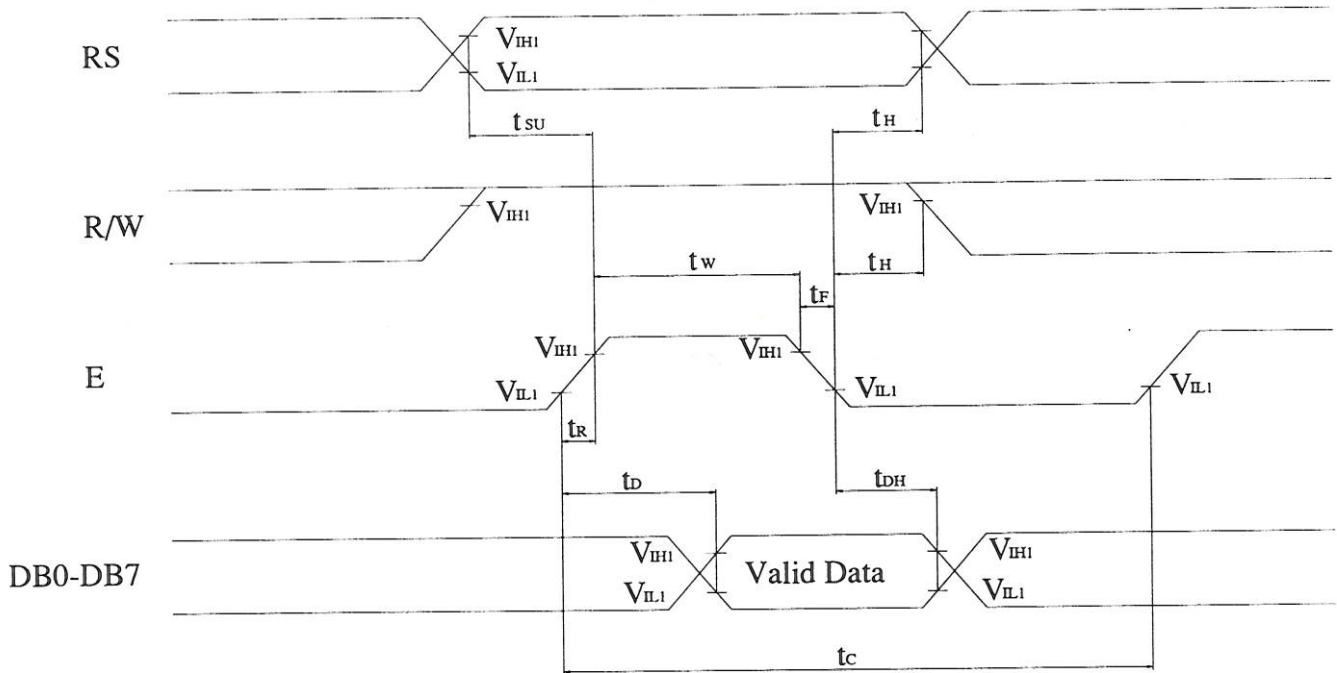 RS
VIH1
VIL1
tSU
tH
R/W
VIH1
VIH1
tW
tH
tF
E
VIH1
VIH1
VIL1
VIL1
VIL1
tR
tD
tDH
DB0-DB7
VIH1
VIL1
Valid Data
VIH1
VIL1
tC